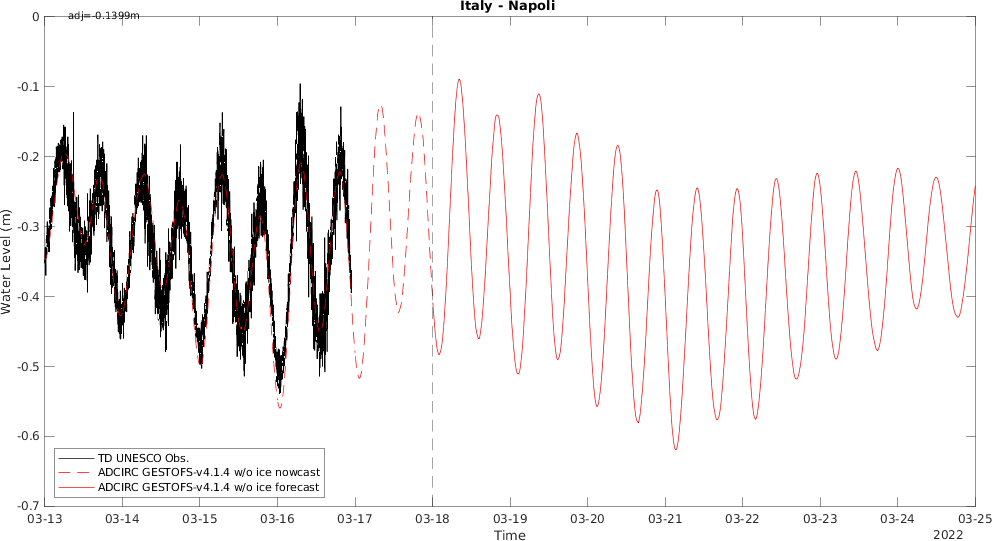 Italy - Napoli
adj=-0.1399m
0
-0.1
-0.2
-0.3
-0.4
-0.5
-0.6
-0.7
Water Level (m)
TD UNESCO Obs.
ADCIRC GESTOFS-v4.1.4 w/o ice nowcast
ADCIRC GESTOFS-v4.1.4 w/o ice forecast
03-13 03-14 03-15 03-16 03-17 03-18 03-19 03-20 03-21 03-22 03-23 03-24 03-25
Time
2022